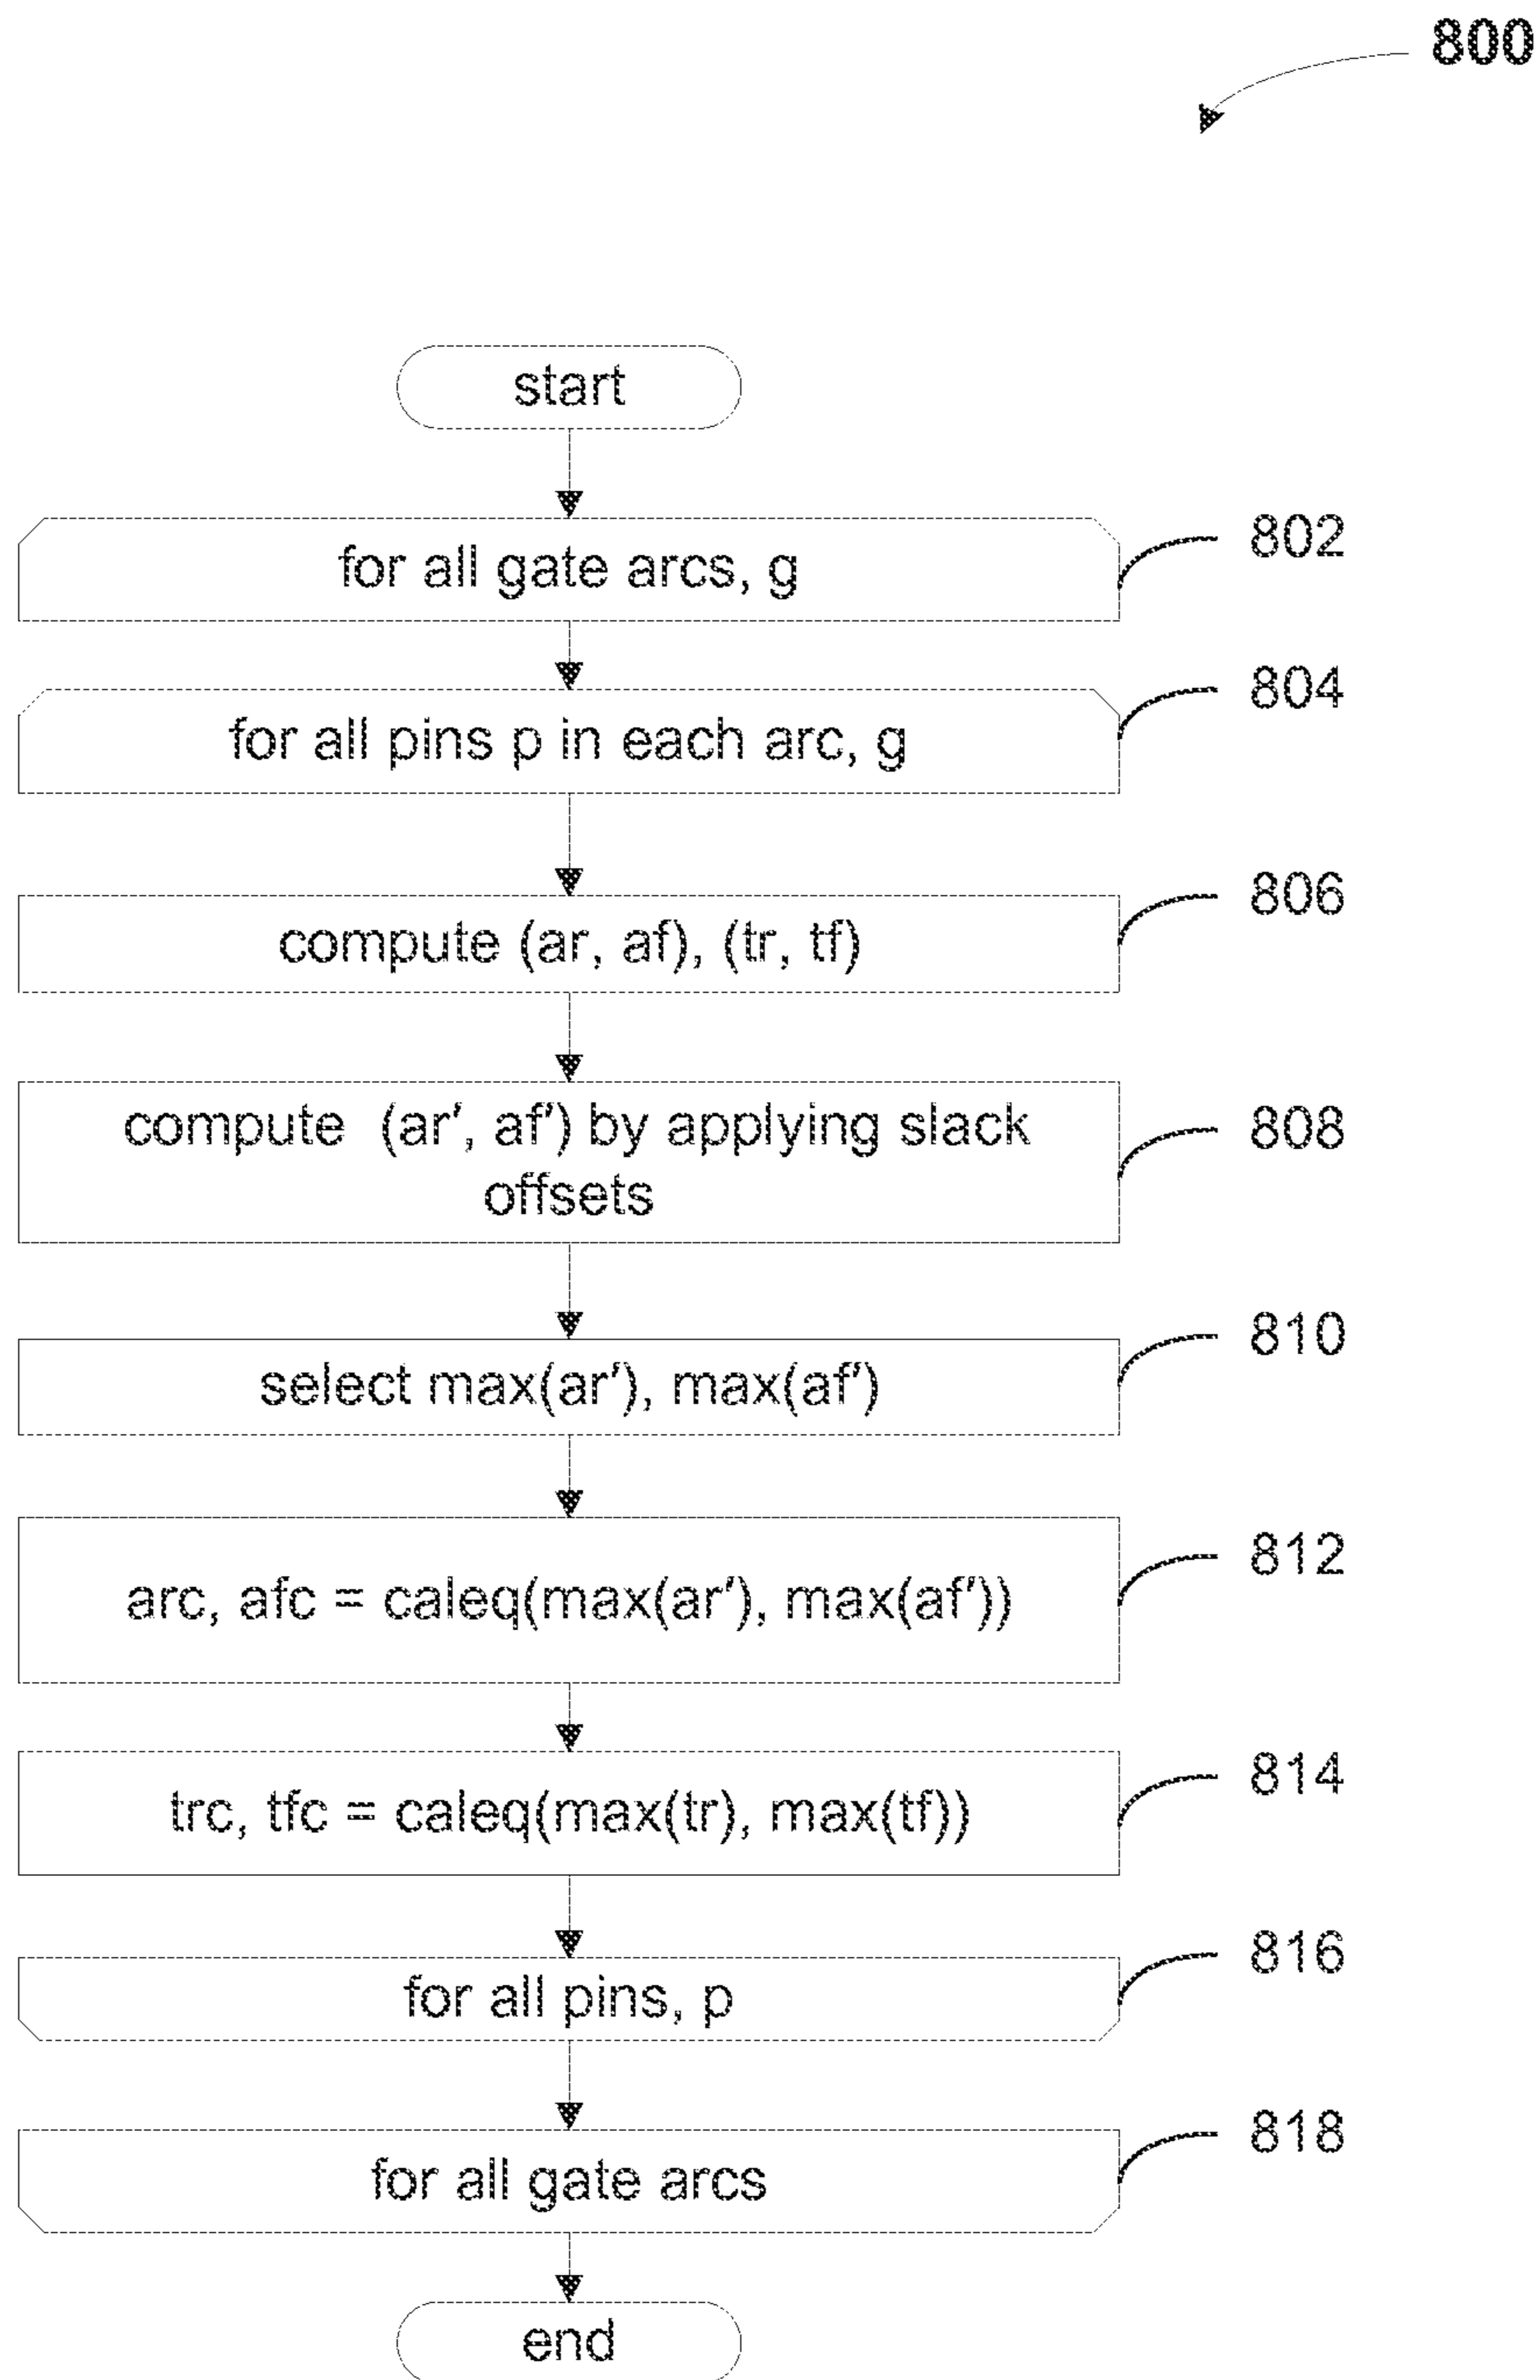 800
start
for all gate arcs, g
802
for all pins p in each arc, g
804
compute (ar, af), (tr, tf)
806
compute (ar′, af′) by applying slack
offsets
808
select max(ar′), max(af′)
810
arc, afc = caleq(max(ar′), max(af′))
812
trc, tfc = caleq(max(tr), max(tf))
814
for all pins, p
816
for all gate arcs
818
end